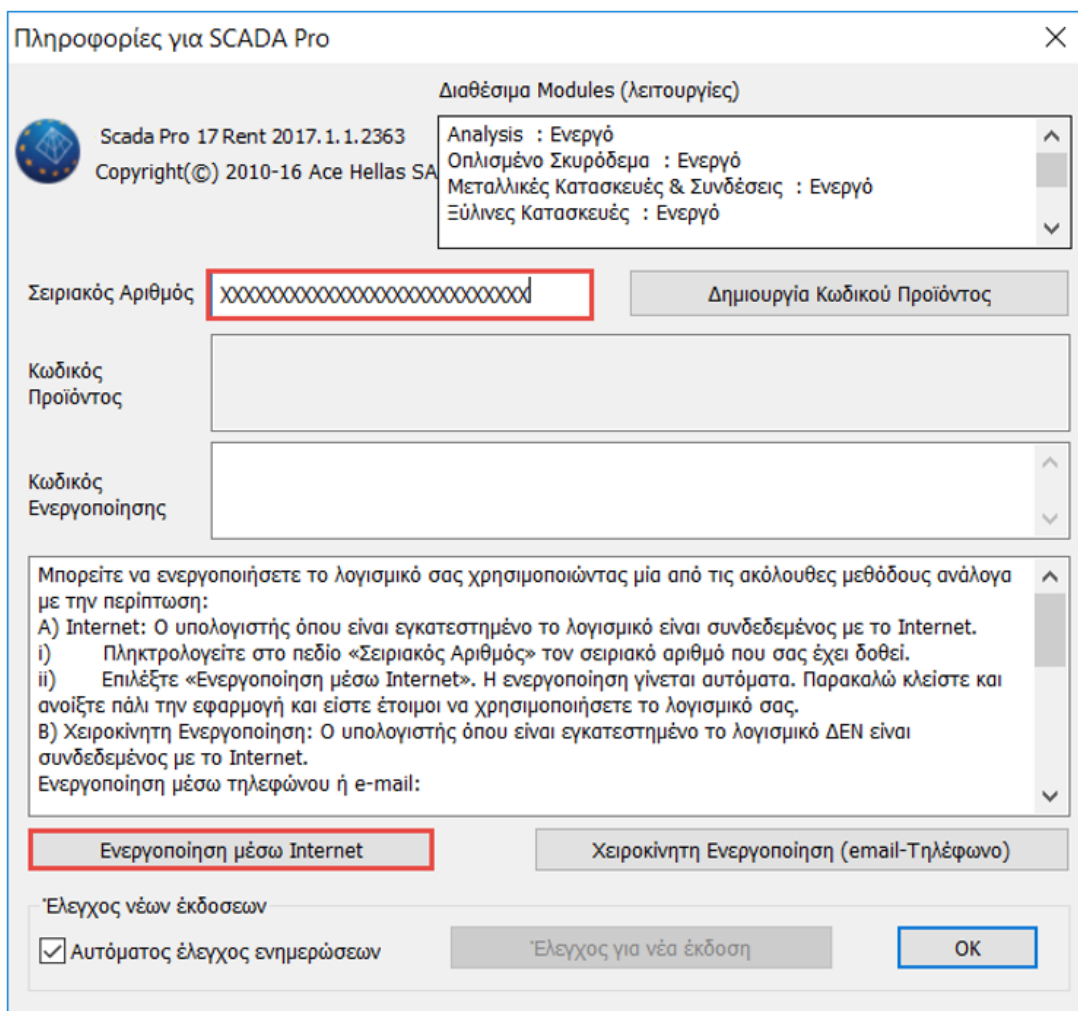 Πληροφορίες για SCADA Pro
Διαθέσιμα Modules (λειτουργίες)
Scada Pro 17 Rent 2017.1.1.2363
Copyright(©) 2010-16 Ace Hellas SA
Analysis : Ενεργό
Οπλισμένο Σκυρόδεμα : Ενεργό
Μεταλλικές Κατασκευές & Συνδέσεις : Ενεργό
Ξύλινες Κατασκευές : Ενεργό
Σειριακός Αριθμός
XXXXXXXXXXXXXXXXXXXXXXXXXXX
Δημιουργία Κωδικού Προϊόντος
Κωδικός
Προϊόντος
Κωδικός
Ενεργοποίησης
Μπορείτε να ενεργοποιήσετε το λογισμικό σας χρησιμοποιώντας μία από τις ακόλουθες μεθόδους ανάλογα
με την περίπτωση:
Α) Internet: Ο υπολογιστής όπου είναι εγκατεστημένο το λογισμικό είναι συνδεδεμένος με το Internet.
i) Πληκτρολογείτε στο πεδίο «Σειριακός Αριθμός» τον σειριακό αριθμό που σας έχει δοθεί.
ii) Επιλέξτε «Ενεργοποίηση μέσω Internet». Η ενεργοποίηση γίνεται αυτόματα. Παρακαλώ κλείστε και
ανοίξτε πάλι την εφαρμογή και είστε έτοιμοι να χρησιμοποιήσετε το λογισμικό σας.
Β) Χειροκίνητη Ενεργοποίηση: Ο υπολογιστής όπου είναι εγκατεστημένο το λογισμικό ΔΕΝ είναι
συνδεδεμένος με το Internet.
Ενεργοποίηση μέσω τηλεφώνου ή e-mail:
Ενεργοποίηση μέσω Internet
Χειροκίνητη Ενεργοποίηση (email-Τηλέφωνο)
Έλεγχος νέων έκδοσεων
Αυτόματος έλεγχος ενημερώσεων
Έλεγχος για νέα έκδοση
OK